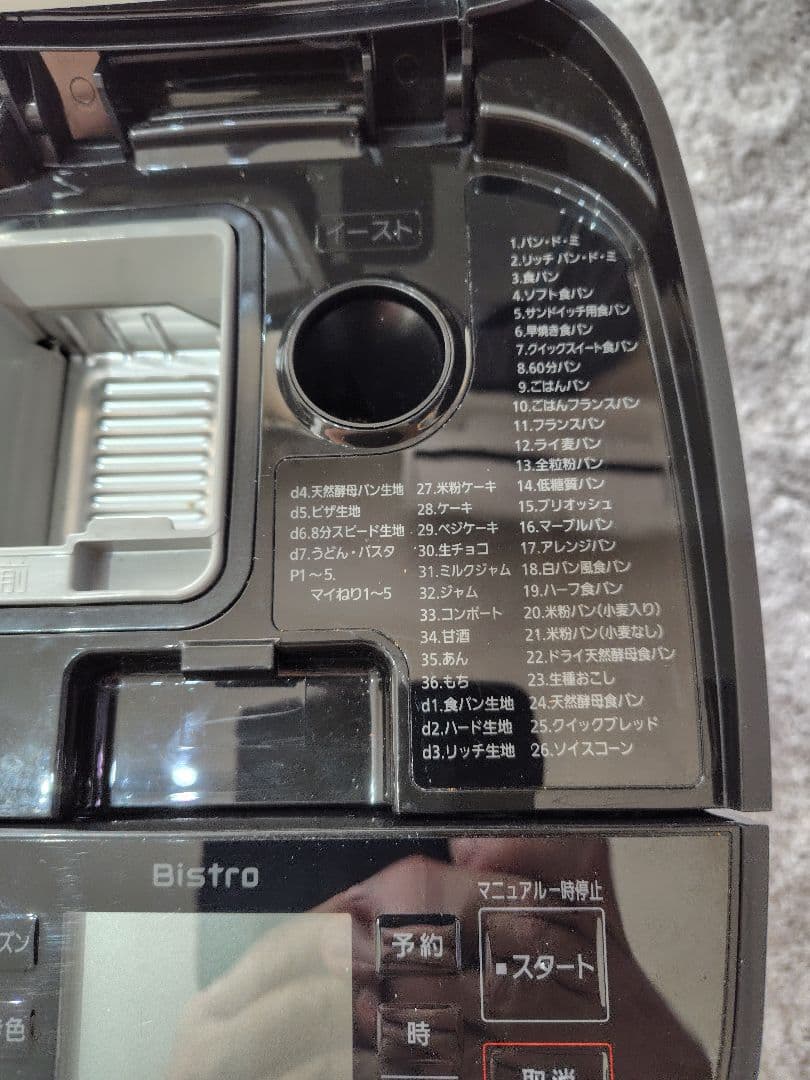 イースト
1.パン・ド・ミ
2.リッチ パン・ド・ミ
3.食パン
4.ソフト食パン
5.サンドイッチ用食パン
6.早焼き食パン
7.クイックスイート食パン
8.60分パン
9.ごはんパン
10.ごはんフランスパン
11.フランスパン
12.ライ麦パン
13.全粒粉パン
14.低糖質パン
15.ブリオッシュ
16.マーブルパン
17.アレンジパン
18.白パン風食パン
19.ハーフ食パン
20.米粉パン(小麦入り)
21.米粉パン(小麦なし)
22.ドライ天然酵母食パン
23.生種おこし
24.天然酵母食パン
25.クイックブレッド
26.ソイスコーン
27.米粉ケーキ
28.ケーキ
29.ベジケーキ
30.生チョコ
31.ミルクジャム
32.ジャム
33.コンポート
34.甘酒
35.あん
36.もち
d1.食パン生地
d2.ハード生地
d3.リッチ生地
d4.天然酵母パン生地
d5.ピザ生地
d6.8分スピード生地
d7.うどん・パスタ
P1～5.
マイねり1～5
前
Bistro
マニュアル一時停止
ズン
予約
■スタート
色
時
取消